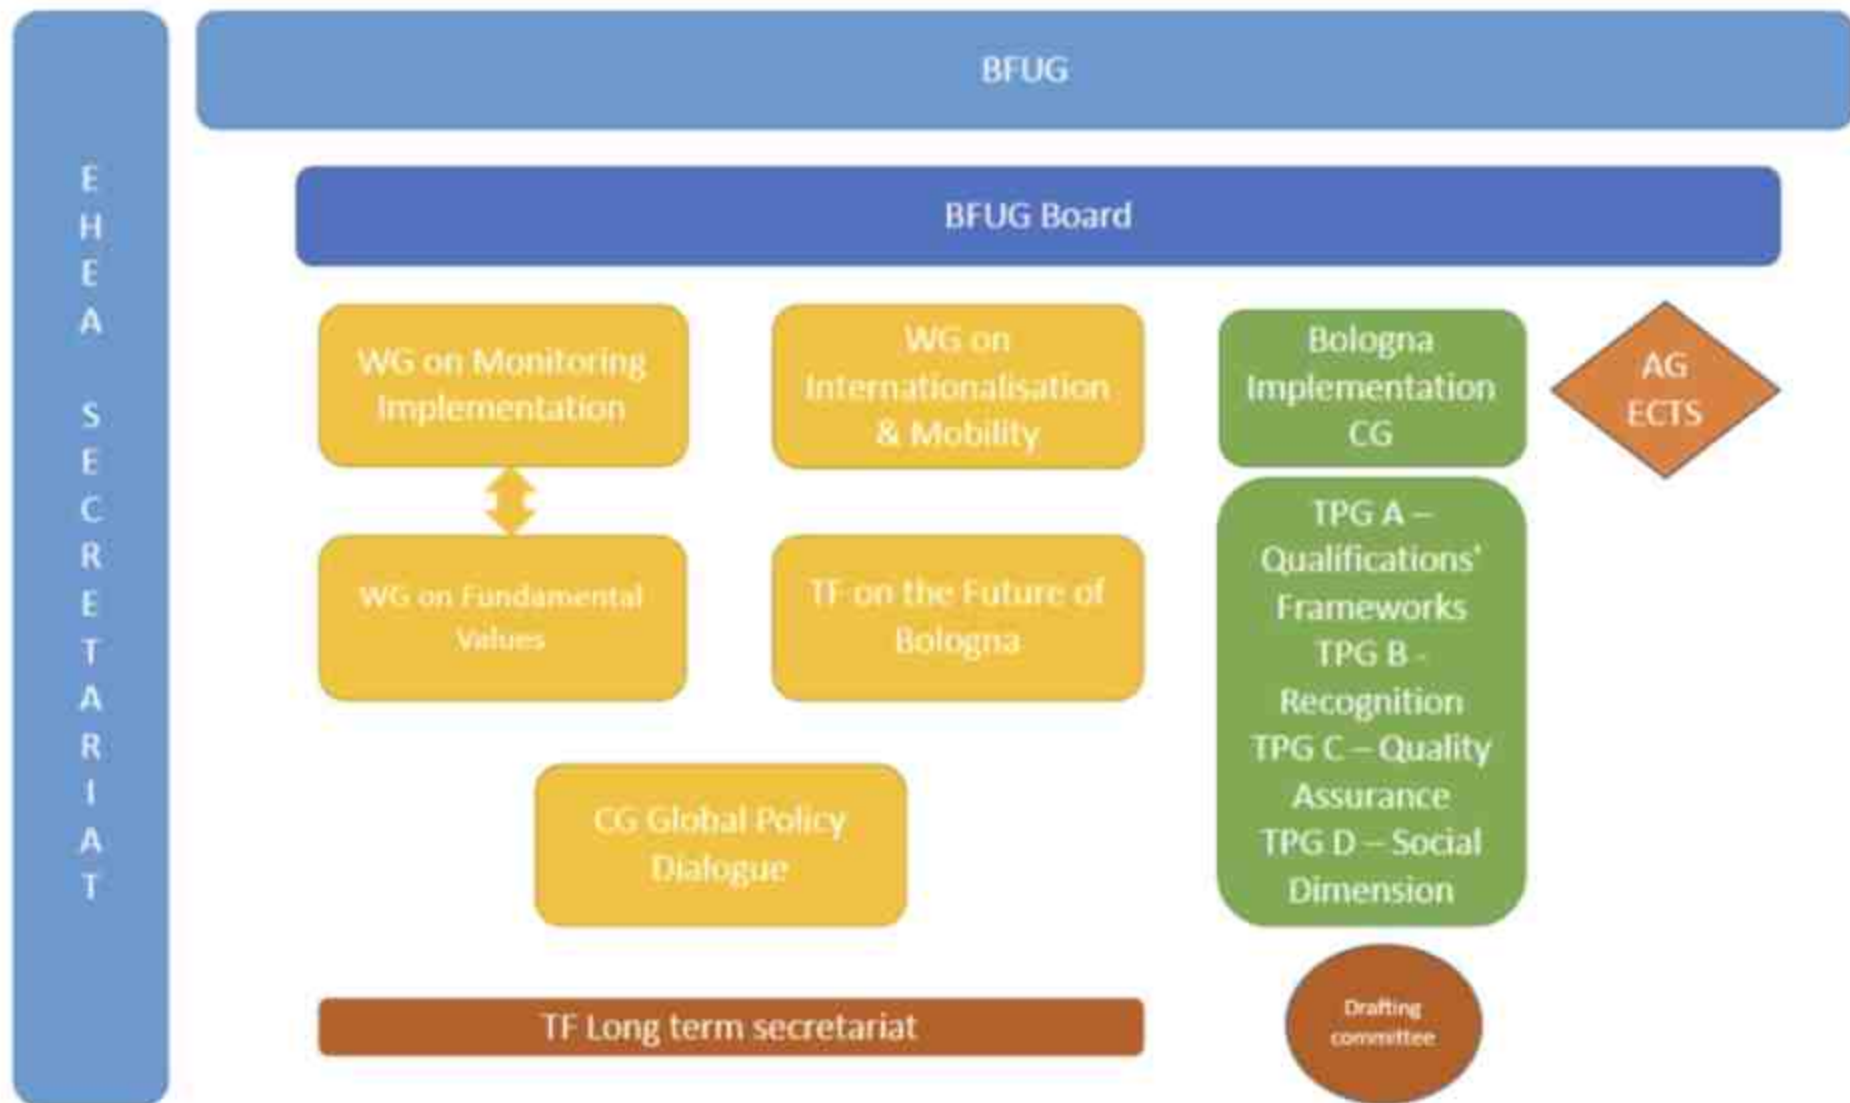 EHEA SECRETARIAT
BFUG
BFUG Board
WG on Monitoring
Implementation
WG on
Internationalisation
& Mobility
Bologna
Implementation
CG
AG
ECTS
WG on Fundamental
Values
TF on the Future of
Bologna
TPG A –
Qualifications'
Frameworks
TPG B -
Recognition
TPG C – Quality
Assurance
TPG D – Social
Dimension
CG Global Policy
Dialogue
TF Long term secretariat
Drafting
committee